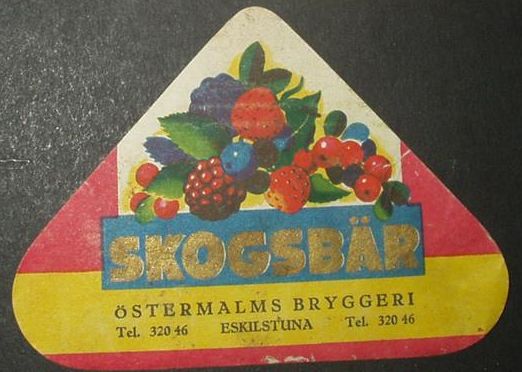 SKOGSBÄR
ÖSTERMALMS BRYGGERI
Tel. 320 46 ESKILSTUNA Tel. 320 46